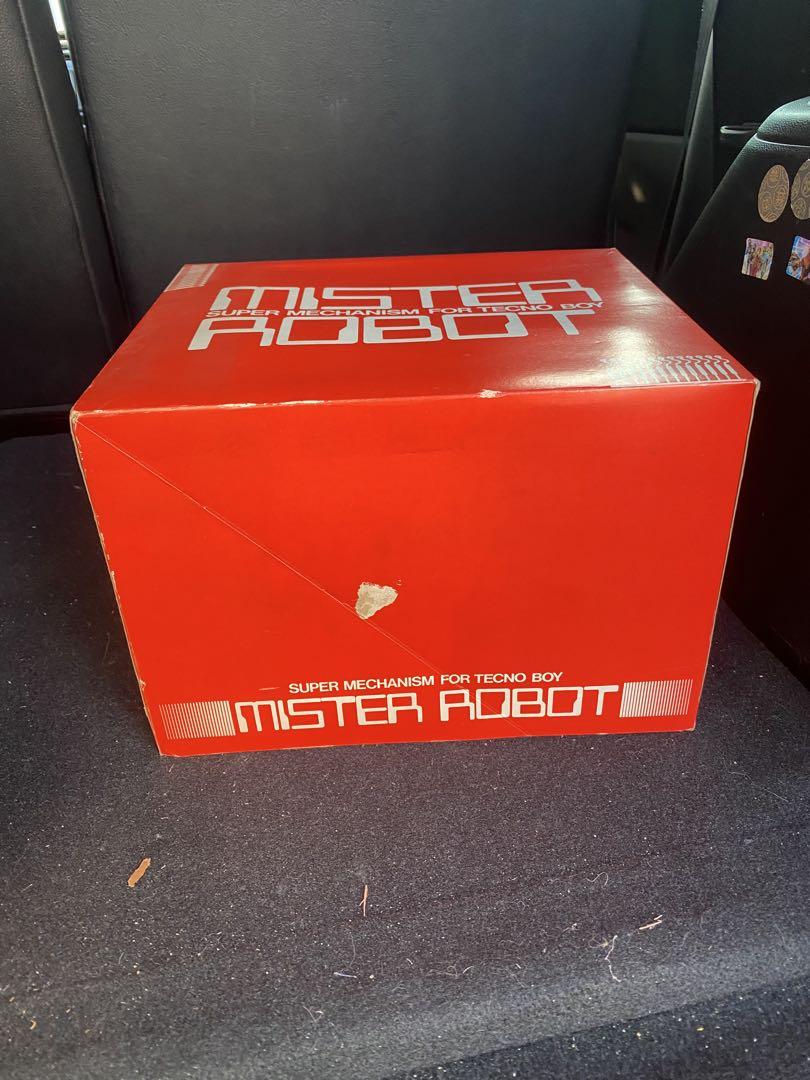 MISTER
SUPER MECHANISM FOR TECNO BOY
ROBOT
SUPER MECHANISM FOR TECNO BOY
MISTER ROBOT